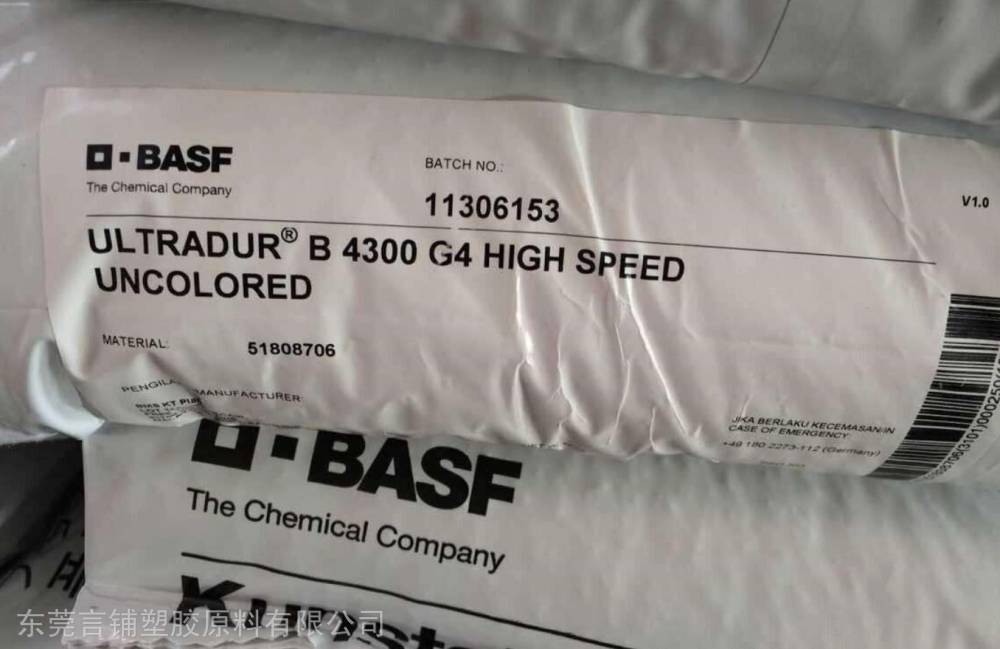 BASF
The Chemical Company
BATCH NO.:
11306153
V1.0
ULTRADUR® B 4300 G4 HIGH SPEED
UNCOLORED
MATERIAL:
51808706
MANUFACTURER:
JIKA BERLAKU KECEMASAN/IN
CASE OF EMERGENCY:
+49 180 2273-112 (Germany)
BASF
The Chemical Company
东莞言铺塑胶原料有限公司